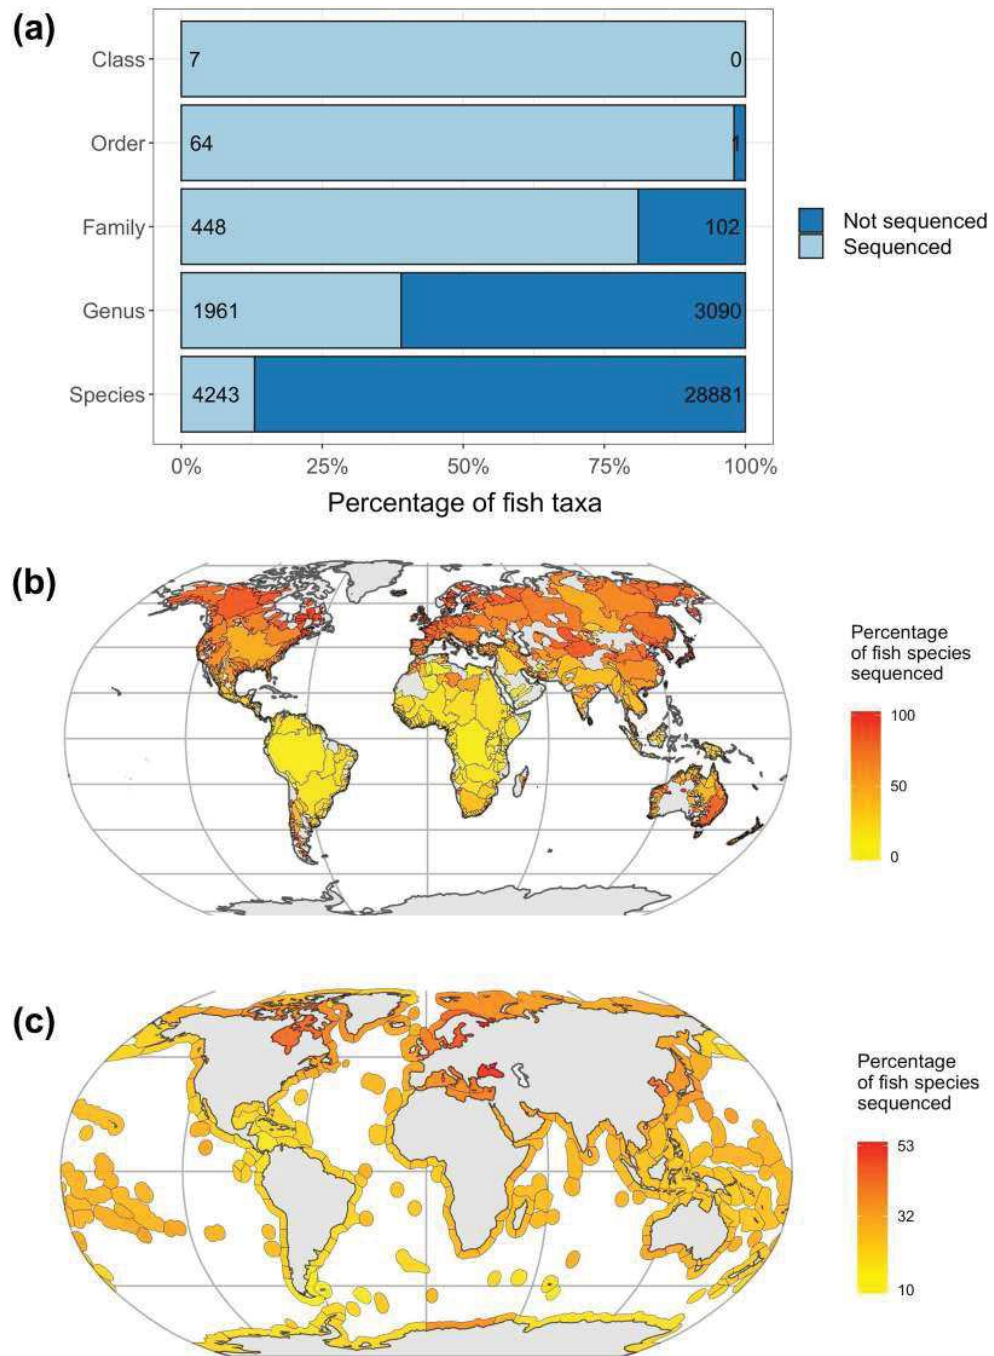 (a)
Class
7
0
Order
64
1
Family
448
102
Genus
1961
3090
Species
4243
28881
0%
25%
50%
75%
100%
Percentage of fish taxa
Not sequenced
Sequenced
(b)
Percentage
of fish species
sequenced
100
50
0
(c)
Percentage
of fish species
sequenced
53
32
10